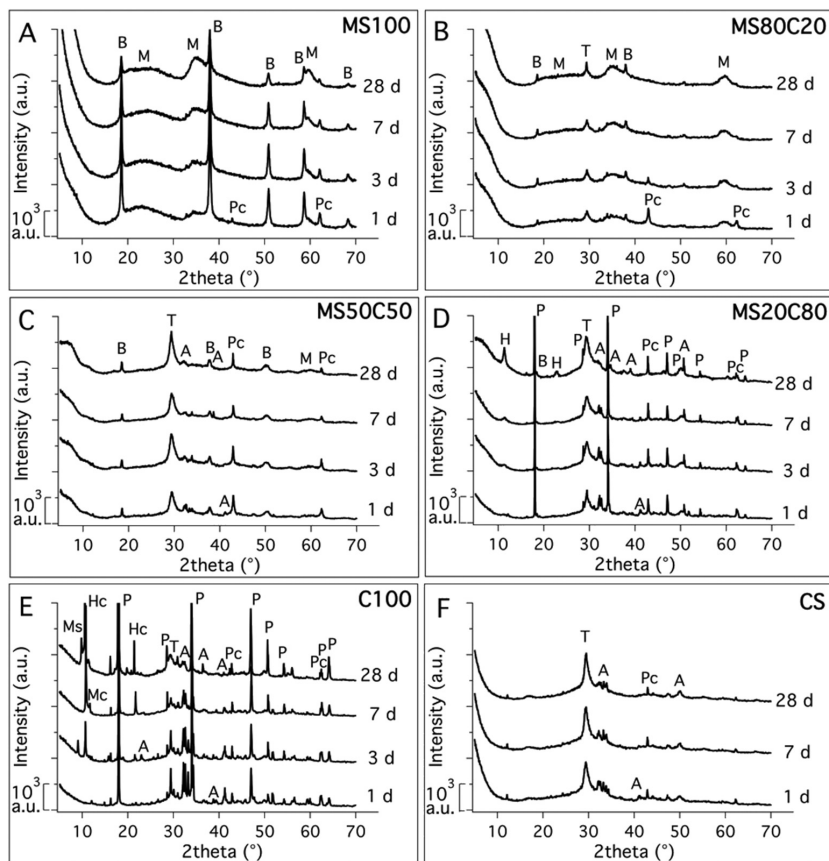 A MS100
B M M B B M B
28 d
7 d
3 d
1 d
Pc Pc
Intensity (a.u.)
10³
a.u.
10 20 30 40 50 60 70
2theta (°)
B MS80C20
B M T M B M
28 d
7 d
3 d
1 d
Pc Pc
Intensity (a.u.)
10³
a.u.
10 20 30 40 50 60 70
2theta (°)
C MS50C50
B T A B A Pc B M Pc
28 d
7 d
3 d
1 d
A
Intensity (a.u.)
10³
a.u.
10 20 30 40 50 60 70
2theta (°)
D MS20C80
H P B H P T A P A A Pc P P A P Pc P
28 d
7 d
3 d
1 d
A
Intensity (a.u.)
10³
a.u.
10 20 30 40 50 60 70
2theta (°)
E C100
Ms Hc P Hc P T A P A A Pc P P P Pc P P
28 d
Mc
7 d
A
3 d
A
1 d
Intensity (a.u.)
10³
a.u.
10 20 30 40 50 60 70
2theta (°)
F CS
T A Pc A
28 d
7 d
A
1 d
Intensity (a.u.)
10³
a.u.
10 20 30 40 50 60 70
2theta (°)